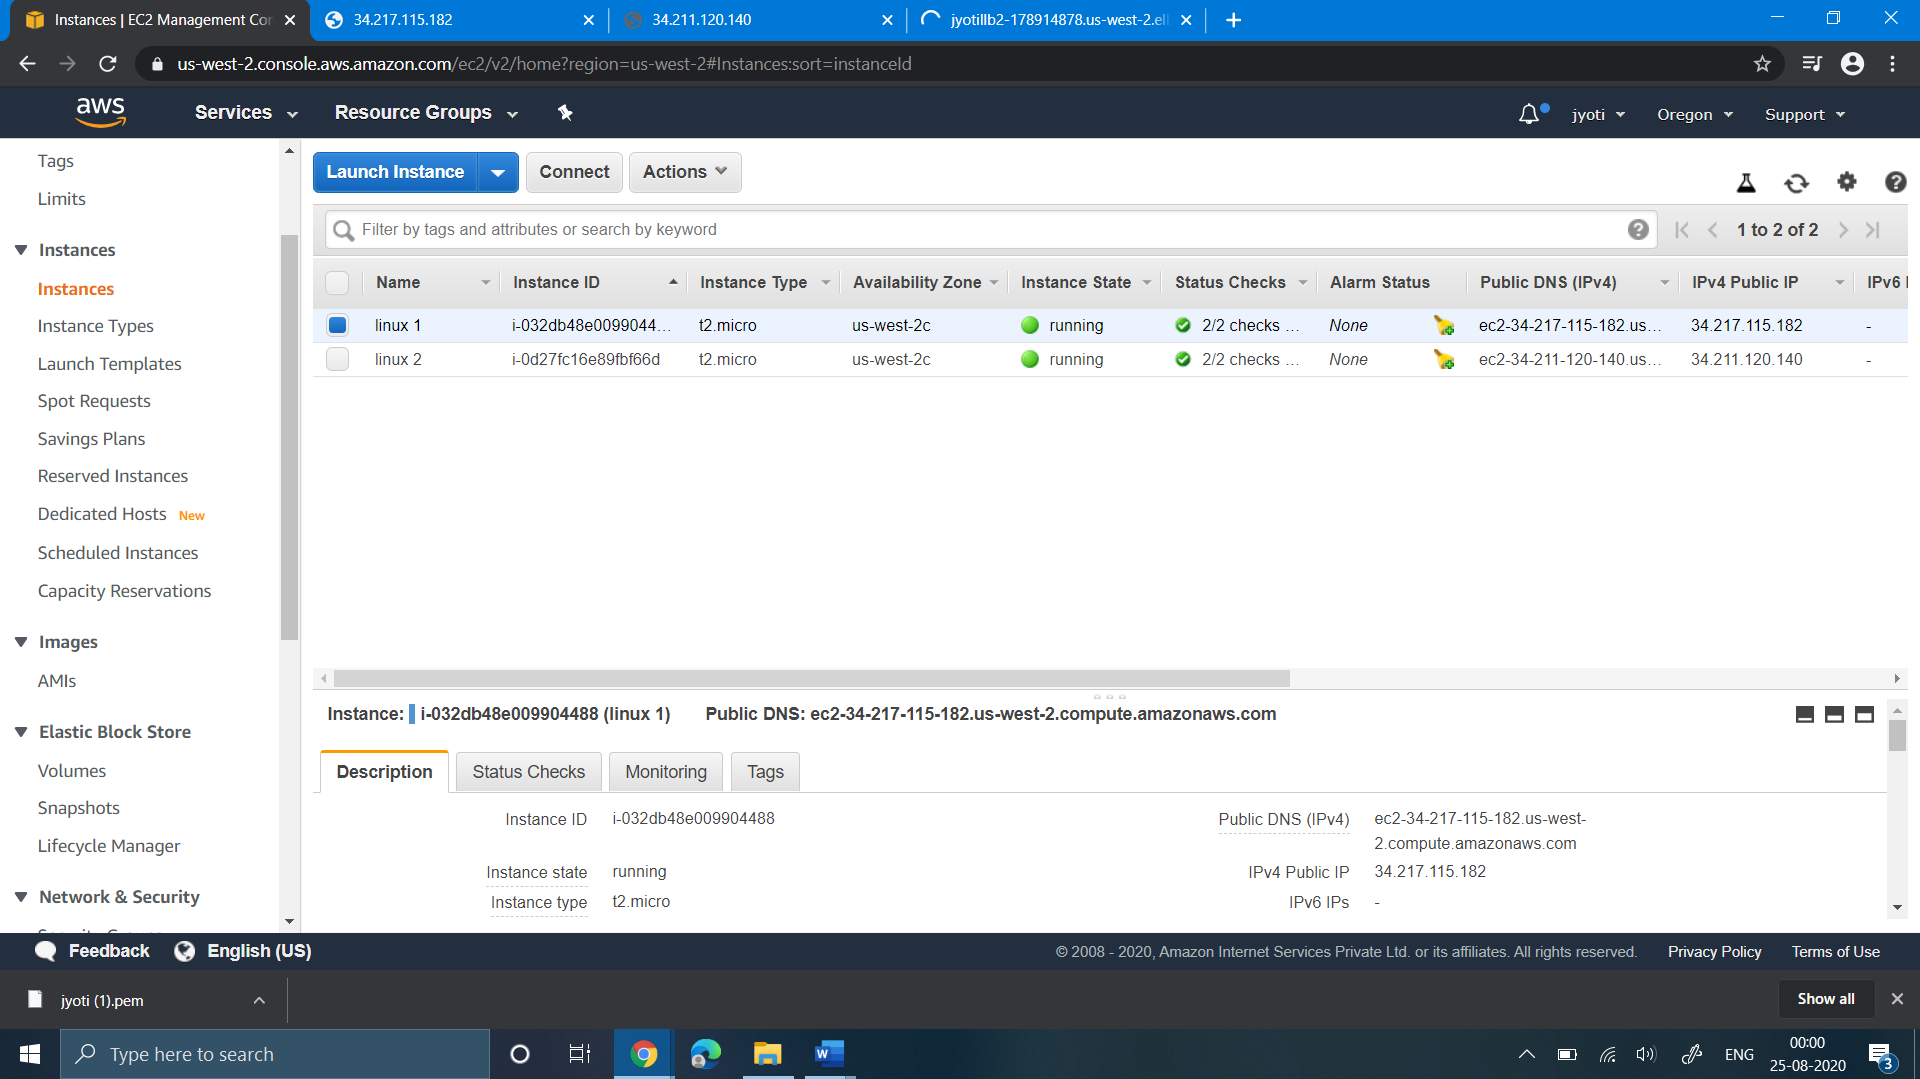 Instances | EC2 Management Con
34.217.115.182
34.211.120.140
jyotillb2-178914878.us-west-2.el
us-west-2.console.aws.amazon.com/ec2/v2/home?region=us-west-2#Instances:sort=instanceId
aws
Services
Resource Groups
jyoti
Oregon
Support
Tags
Limits
Instances
Instances
Instance Types
Launch Templates
Spot Requests
Savings Plans
Reserved Instances
Dedicated Hosts New
Scheduled Instances
Capacity Reservations
Images
AMIs
Elastic Block Store
Volumes
Snapshots
Lifecycle Manager
Network & Security
Launch Instance
Connect
Actions
Filter by tags and attributes or search by keyword
1 to 2 of 2
Name Instance ID Instance Type Availability Zone Instance State Status Checks Alarm Status Public DNS (IPv4) IPv4 Public IP IPv6
linux 1 i-032db48e0099044... t2.micro us-west-2c running 2/2 checks ... None ec2-34-217-115-182.us... 34.217.115.182 -
linux 2 i-0d27fc16e89fbf66d t2.micro us-west-2c running 2/2 checks ... None ec2-34-211-120-140.us... 34.211.120.140 -
Instance: i-032db48e009904488 (linux 1) Public DNS: ec2-34-217-115-182.us-west-2.compute.amazonaws.com
Description
Status Checks
Monitoring
Tags
Instance ID i-032db48e009904488
Instance state running
Instance type t2.micro
Public DNS (IPv4) ec2-34-217-115-182.us-west-
2.compute.amazonaws.com
IPv4 Public IP 34.217.115.182
IPv6 IPs -
Feedback
English (US)
© 2008 - 2020, Amazon Internet Services Private Ltd. or its affiliates. All rights reserved.
Privacy Policy
Terms of Use
jyoti (1).pem
Show all
Type here to search
ENG
00:00
25-08-2020
3